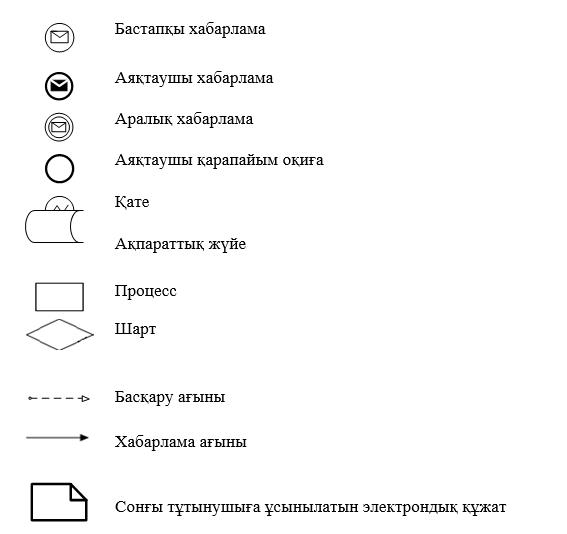 Бастапқы хабарлама
Аяқтаушы хабарлама
Аралық хабарлама
Аяқтаушы қарапайым оқиға
Қате
Ақпараттық жүйе
Процесс
Шарт
Басқару ағыны
Хабарлама ағыны
Сонғы тұтынушыға ұсынылатын электрондық құжат